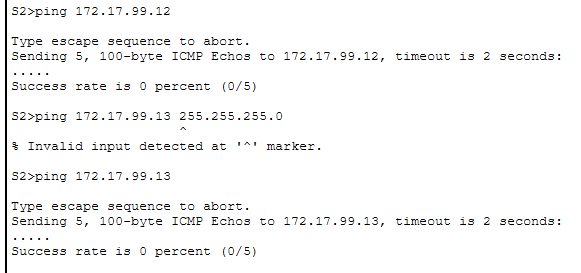 S2>ping 172.17.99.12
Type escape sequence to abort.
Sending 5, 100-byte ICMP Echos to 172.17.99.12, timeout is 2 seconds:
.....
Success rate is 0 percent (0/5)
S2>ping 172.17.99.13 255.255.255.0
^
% Invalid input detected at '^' marker.
S2>ping 172.17.99.13
Type escape sequence to abort.
Sending 5, 100-byte ICMP Echos to 172.17.99.13, timeout is 2 seconds:
.....
Success rate is 0 percent (0/5)